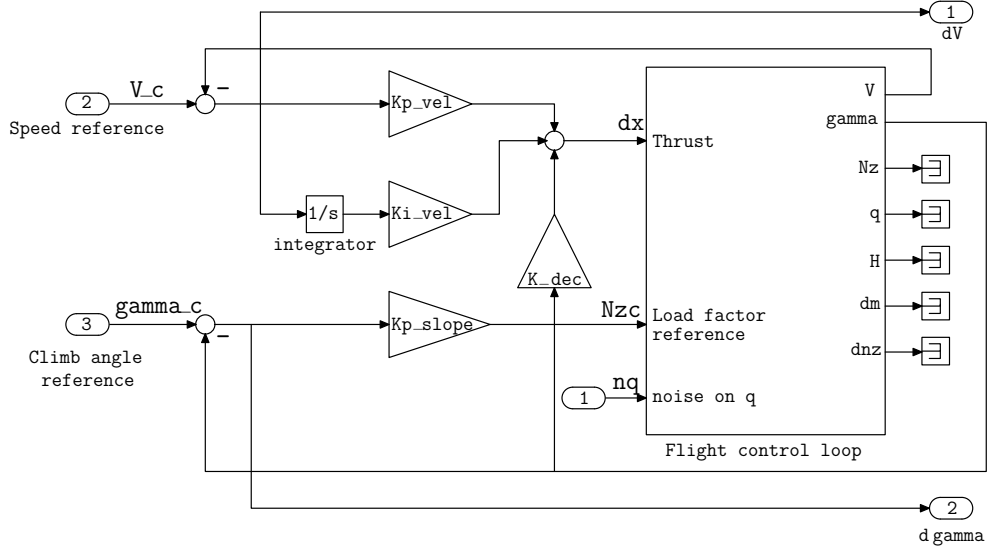 1
dV
V_c
−
2
Speed reference
Kp_vel
V
gamma
dx
Thrust
Nz
1/s
integrator
Ki_vel
q
K_dec
H
gamma_c
3
−
Climb angle
reference
Kp_slope
Nzc
Load factor
reference
dm
dnz
1
nq
noise on q
Flight control loop
2
d gamma